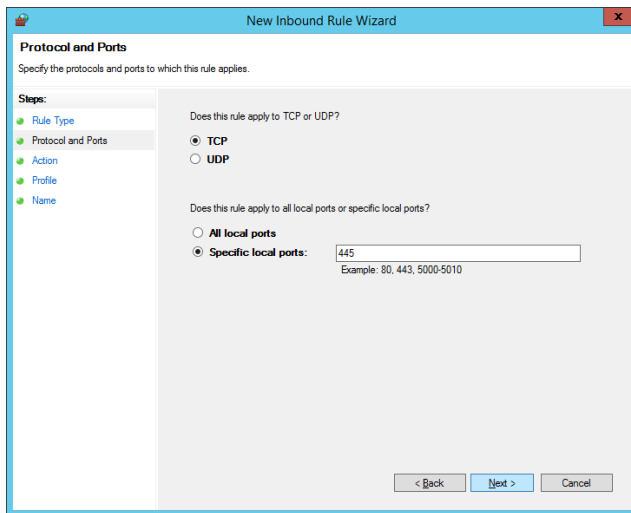 New Inbound Rule Wizard
x
Protocol and Ports
Specify the protocols and ports to which this rule applies.
Steps:
Rule Type
Protocol and Ports
Action
Profile
Name
Does this rule apply to TCP or UDP?
TCP
UDP
Does this rule apply to all local ports or specific local ports?
All local ports
Specific local ports: 445
Example: 80, 443, 5000-5010
< Back Next > Cancel